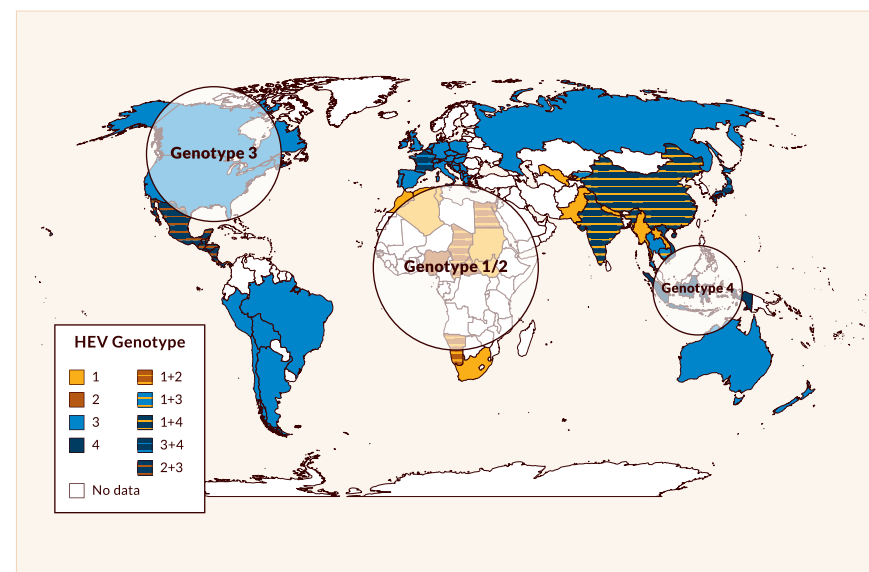 Genotype 3
Genotype 1/2
Genotype 4
HEV Genotype
1
1+2
2
1+3
3
1+4
4
3+4
2+3
No data